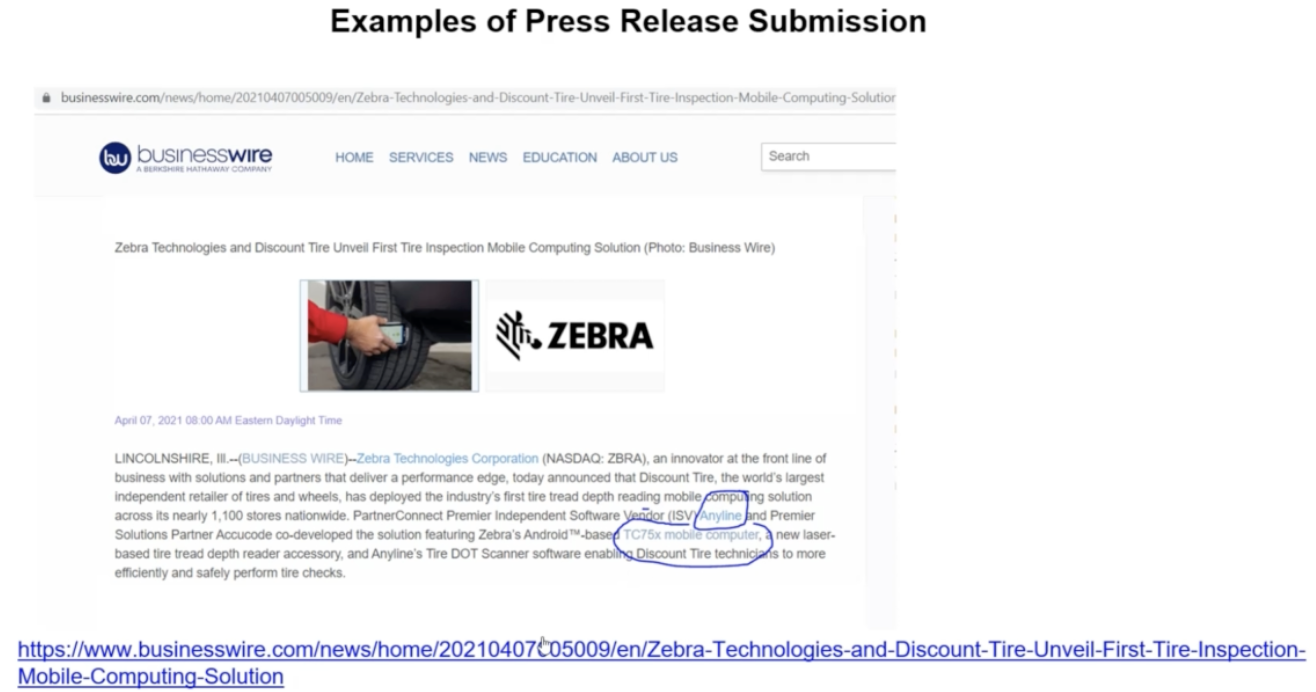 Examples of Press Release Submission
businesswire.com/news/home/20210407005009/en/Zebra-Technologies-and-Discount-Tire-Unveil-First-Tire-Inspection-Mobile-Computing-Solution
bw businesswire
A BERKSHIRE HATHAWAY COMPANY
HOME SERVICES NEWS EDUCATION ABOUT US
Search
Zebra Technologies and Discount Tire Unveil First Tire Inspection Mobile Computing Solution (Photo: Business Wire)
ZEBRA
April 07, 2021 08:00 AM Eastern Daylight Time
LINCOLNSHIRE, Ill.--(BUSINESS WIRE)--Zebra Technologies Corporation (NASDAQ: ZBRA), an innovator at the front line of
business with solutions and partners that deliver a performance edge, today announced that Discount Tire, the world's largest
independent retailer of tires and wheels, has deployed the industry's first tire tread depth reading mobile computing solution
across its nearly 1,100 stores nationwide. PartnerConnect Premier Independent Software Vendor (ISV) Anyline and Premier
Solutions Partner Accucode co-developed the solution featuring Zebra's Android™-based TC75x mobile computer, a new laser-
based tire tread depth reader accessory, and Anyline's Tire DOT Scanner software enabling Discount Tire technicians to more
efficiently and safely perform tire checks.
https://www.businesswire.com/news/home/20210407005009/en/Zebra-Technologies-and-Discount-Tire-Unveil-First-Tire-Inspection-
Mobile-Computing-Solution